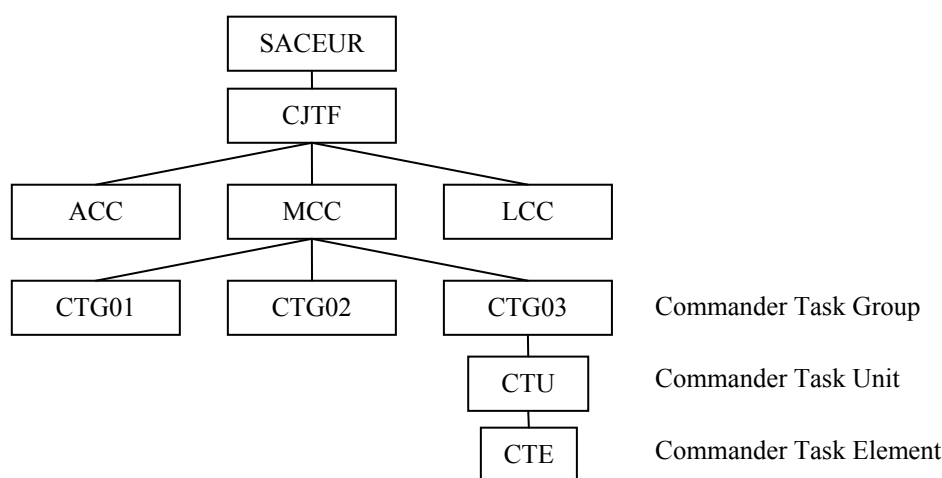 SACEUR
CJTF
ACC MCC LCC
CTG01 CTG02 CTG03 Commander Task Group
CTU Commander Task Unit
CTE Commander Task Element